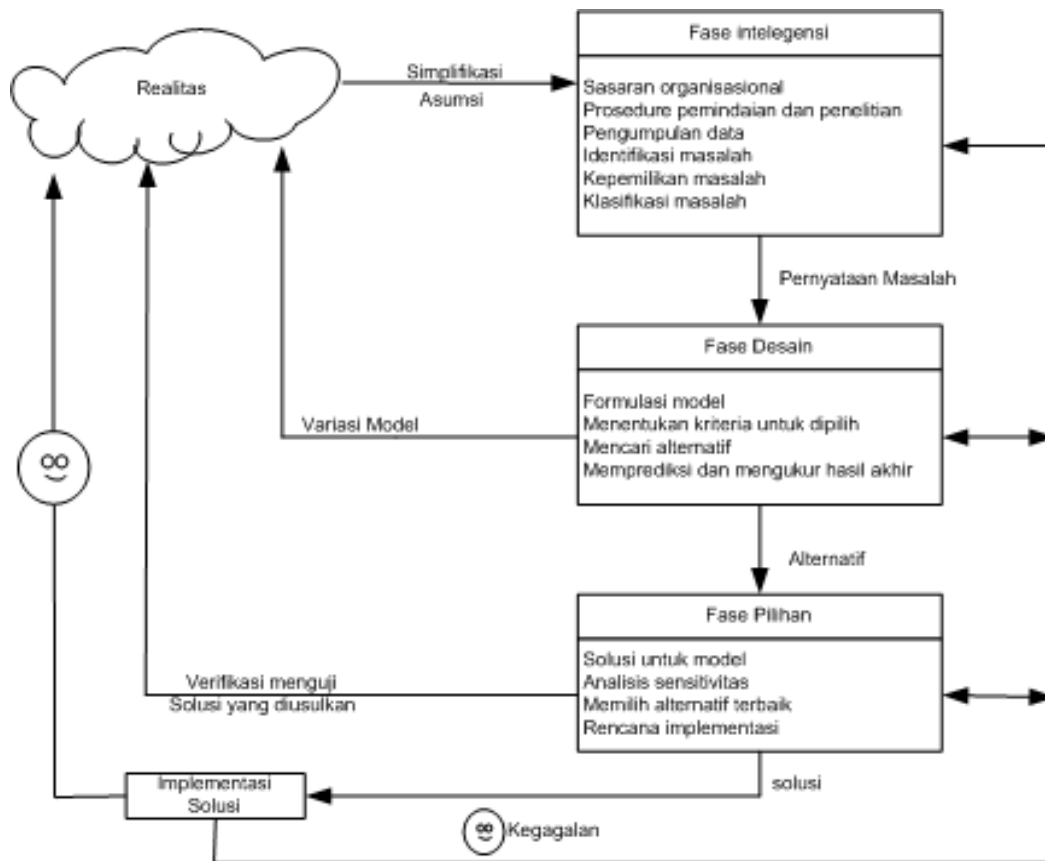 Realitas
Simplifikasi
Asumsi
Fase intelegensi
Sasaran organisasional
Prosedure pemindaian dan penelitian
Pengumpulan data
Identifikasi masalah
Kepemilikan masalah
Klasifikasi masalah
Pernyataan Masalah
Fase Desain
Formulasi model
Menentukan kriteria untuk dipilih
Mencari alternatif
Memprediksi dan mengukur hasil akhir
Variasi Model
Alternatif
Fase Pilihan
Solusi untuk model
Analisis sensitivitas
Memilih alternatif terbaik
Rencana implementasi
Verifikasi menguji
Solusi yang diusulkan
solusi
Implementasi
Solusi
Kegagalan